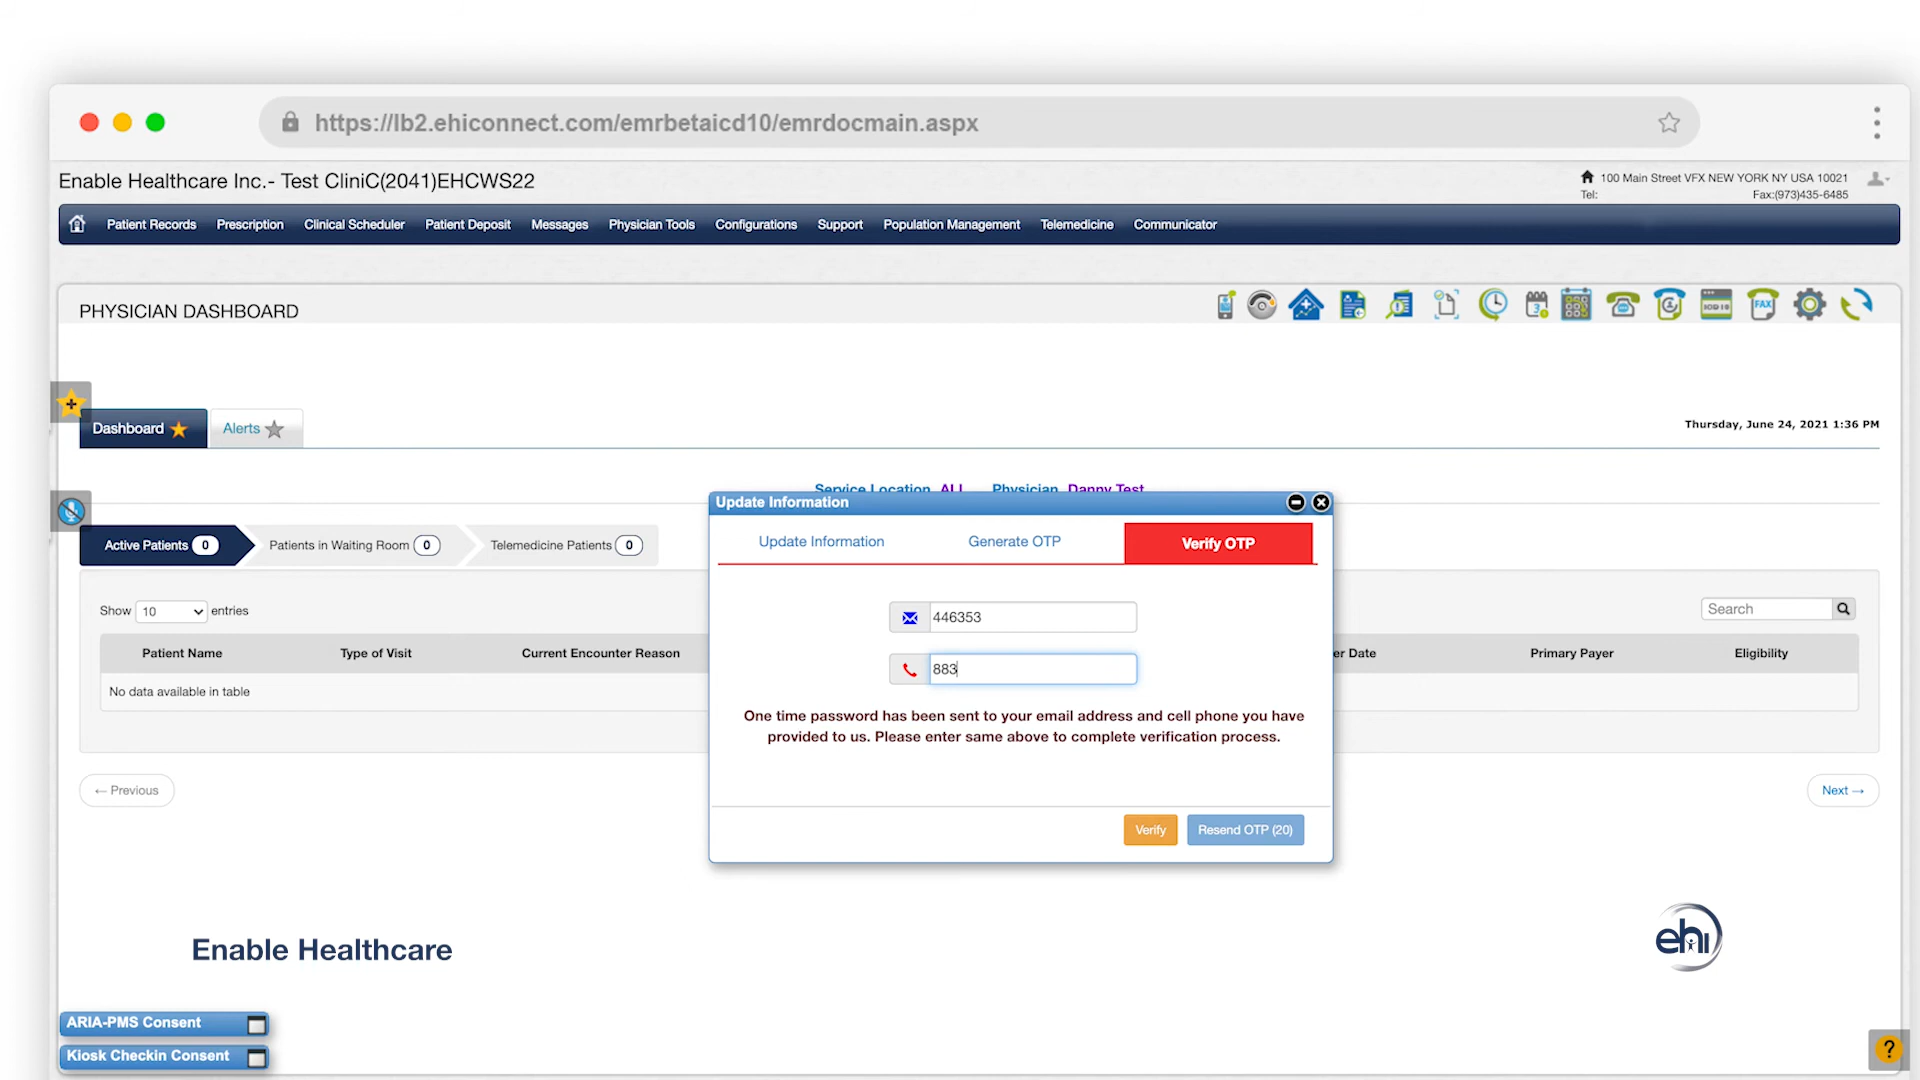 https://lb2.ehiconnect.com/emrbetaicd10/emrdocmain.aspx
Enable Healthcare Inc.- Test CliniC(2041)EHCWS22
100 Main Street VFX NEW YORK NY USA 10021
Tel: Fax:(973)435-6485
Patient Records Prescription Clinical Scheduler Patient Deposit Messages Physician Tools Configurations Support Population Management Telemedicine Communicator
PHYSICIAN DASHBOARD
ICD 10
FAX
Dashboard Alerts
Thursday, June 24, 2021 1:36 PM
Service Location ALL Physician Danny Test
Update Information
Update Information Generate OTP Verify OTP
Active Patients 0 Patients in Waiting Room 0 Telemedicine Patients 0
Show 10 entries
Search
446353
Patient Name Type of Visit Current Encounter Reason er Date Primary Payer Eligibility
883
No data available in table
One time password has been sent to your email address and cell phone you have
provided to us. Please enter same above to complete verification process.
← Previous
Next →
Verify Resend OTP (20)
Enable Healthcare
ehi
ARIA-PMS Consent
Kiosk Checkin Consent
?